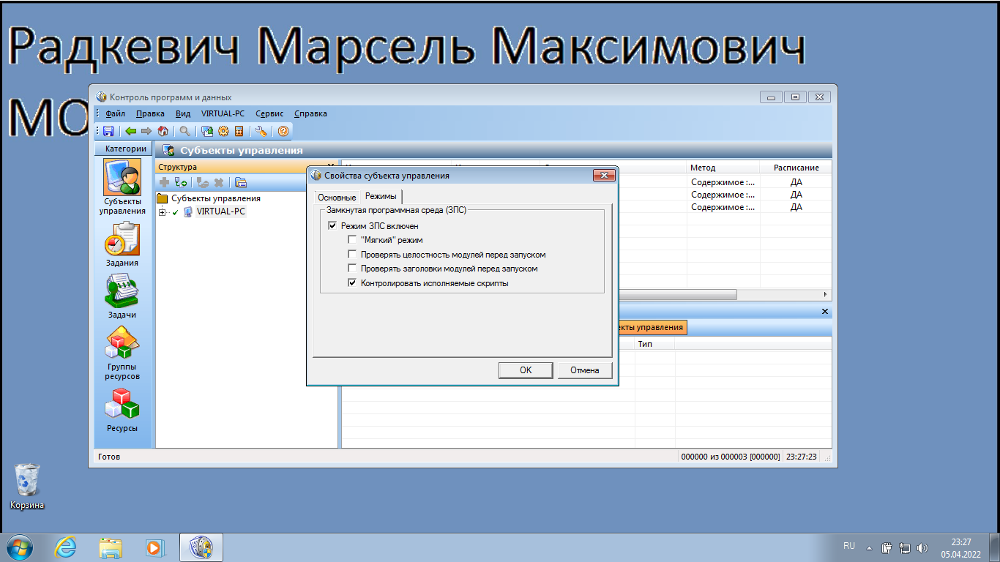 Радкевич Марсель Максимович
МО
Контроль программ и данных
Файл Правка Вид VIRTUAL-PC Сервис Справка
Категории
Субъекты управления
Структура
Субъекты управления
VIRTUAL-PC
Субъекты
управления
Задания
Задачи
Группы
ресурсов
Ресурсы
Метод Расписание
Содержимое :... ДА
Содержимое :... ДА
Содержимое :... ДА
Свойства субъекта управления
Основные Режимы
Замкнутая программная среда (ЗПС)
Режим ЗПС включен
"Мягкий" режим
Проверять целостность модулей перед запуском
Проверять заголовки модулей перед запуском
Контролировать исполняемые скрипты
OK Отмена
екты управления
Тип
Готов 000000 из 000003 [000000] 23:27:23
Корзина
RU 23:27
05.04.2022